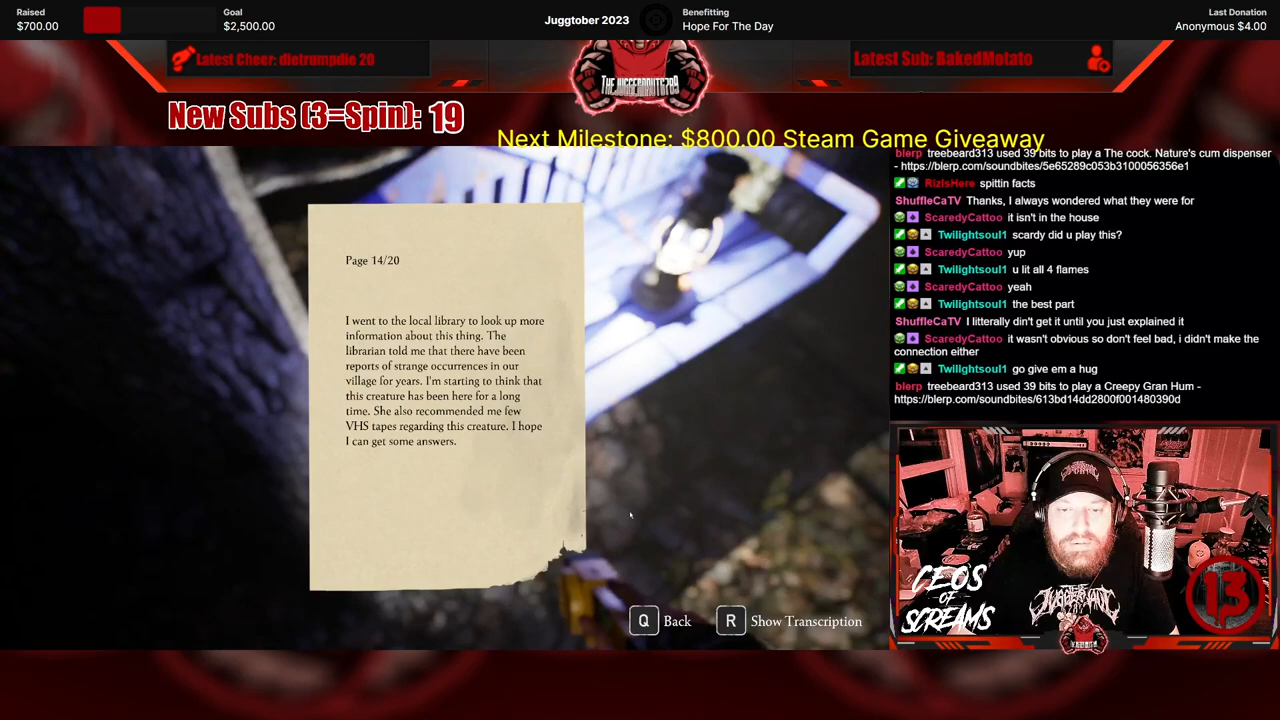 Raised
$700.00
Goal
$2,500.00
Juggtober 2023
Benefitting
Hope For The Day
Last Donation
Anonymous $4.00
Latest Cheer: dietrumpdie 20
THEJUGGERNAUT6789
Latest Sub: BakedMotato
New Subs (3=Spin): 19
Next Milestone: $800.00 Steam Game Giveaway
Page 14/20
I went to the local library to look up more
information about this thing. The
librarian told me that there have been
reports of strange occurrences in our
village for years. I'm starting to think that
this creature has been here for a long
time. She also recommended me few
VHS tapes regarding this creature. I hope
I can get some answers.
Q Back
R Show Transcription
blerp treebeard313 used 39 bits to play a The cock. Nature's cum dispenser
- https://blerp.com/soundbites/5e65289c053b3100056356e1
RizIsHere spittin facts
ShuffleCaTV Thanks, I always wondered what they were for
ScaredyCattoo it isn't in the house
Twilightsoul1 scardy did u play this?
ScaredyCattoo yup
Twilightsoul1 u lit all 4 flames
ScaredyCattoo yeah
Twilightsoul1 the best part
ShuffleCaTV I litterally din't get it until you just explained it
ScaredyCattoo it wasn't obvious so don't feel bad, i didn't make the
connection either
Twilightsoul1 go give em a hug
blerp treebeard313 used 39 bits to play a Creepy Gran Hum -
https://blerp.com/soundbites/613bd14dd2800f001480390d
CEOS
OF
SCREAMS
13